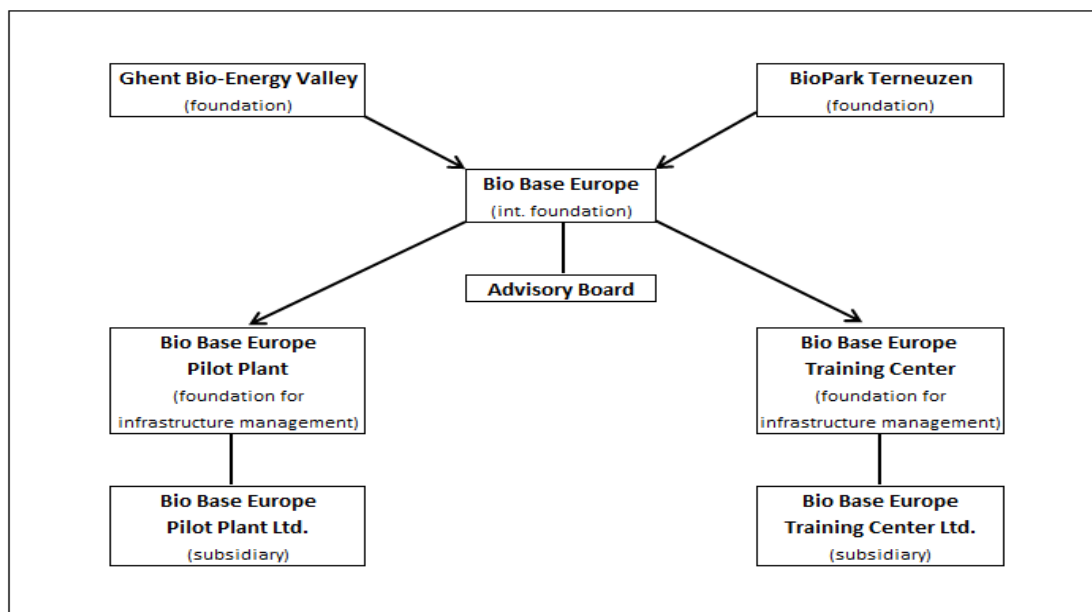 Ghent Bio-Energy Valley
(foundation)
BioPark Terneuzen
(foundation)
Bio Base Europe
(int. foundation)
Advisory Board
Bio Base Europe
Pilot Plant
(foundation for
infrastructure management)
Bio Base Europe
Training Center
(foundation for
infrastructure management)
Bio Base Europe
Pilot Plant Ltd.
(subsidiary)
Bio Base Europe
Training Center Ltd.
(subsidiary)